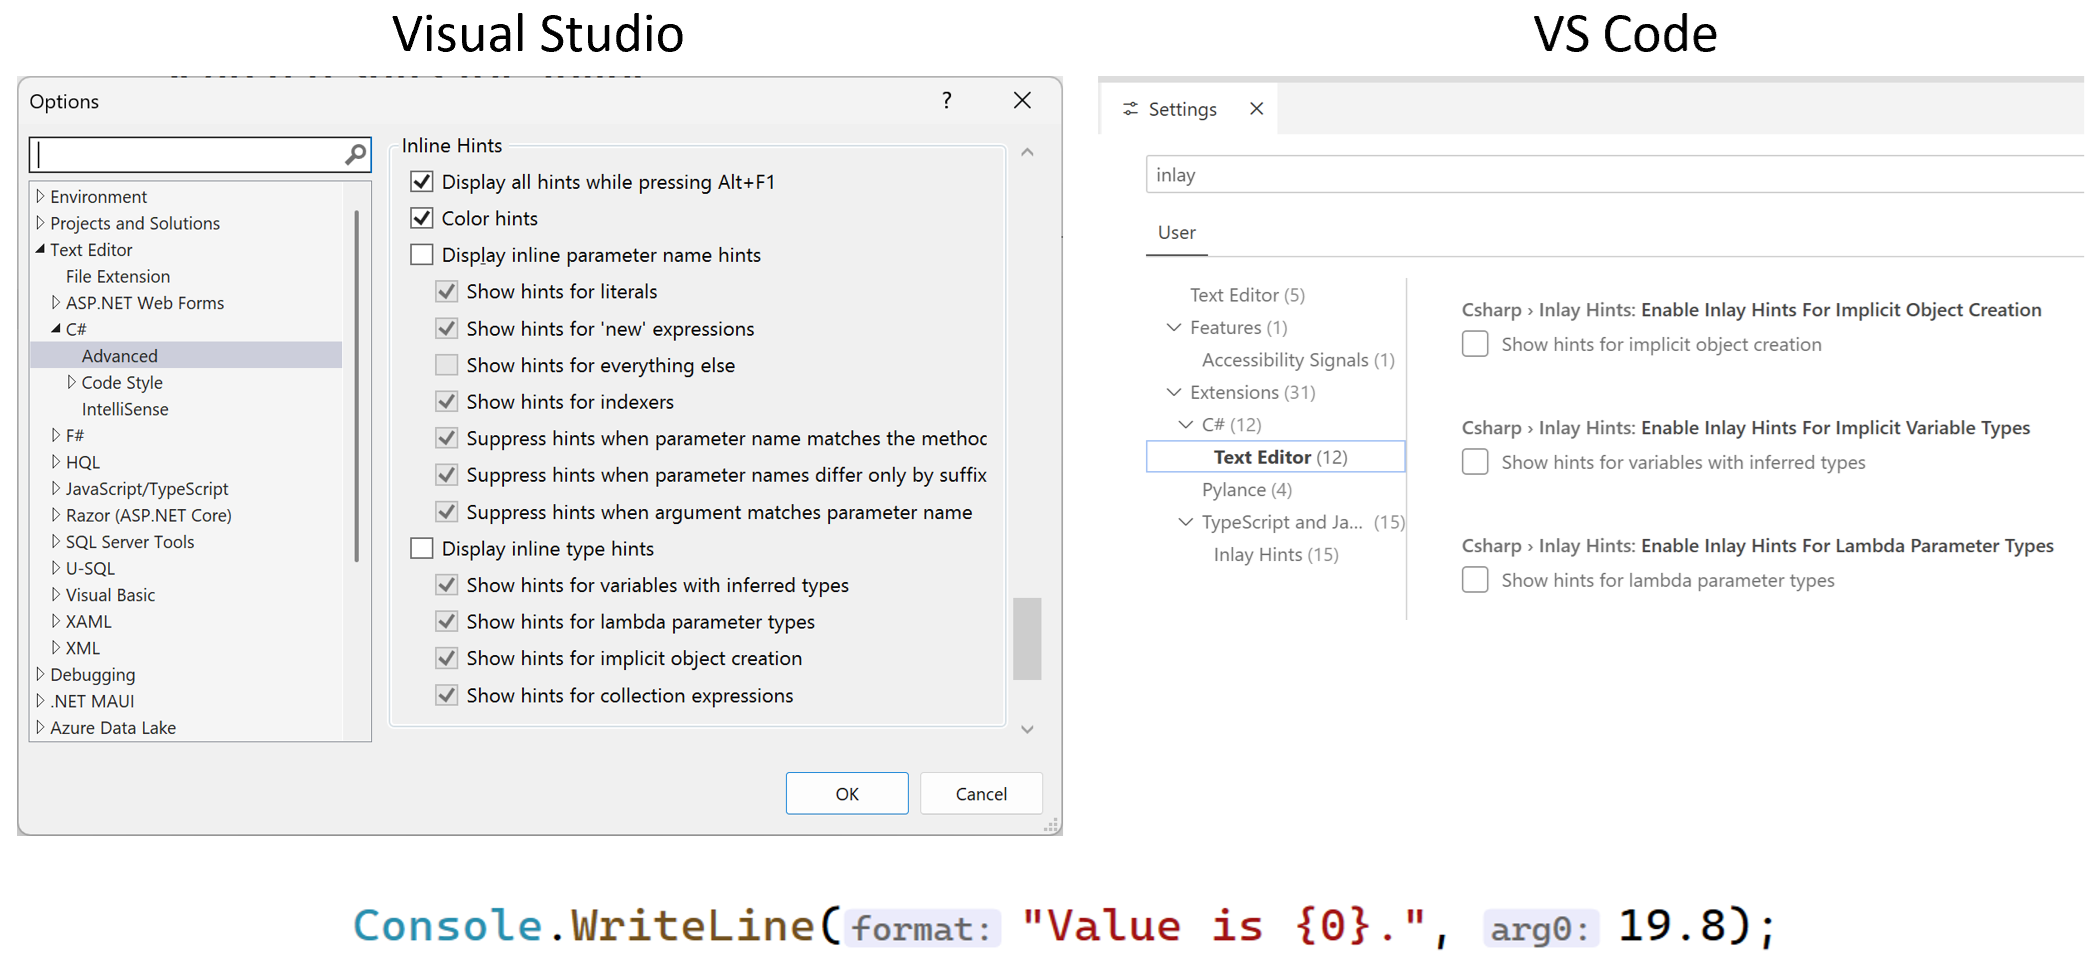 Visual Studio
VS Code
Options
?
Environment
Projects and Solutions
Text Editor
File Extension
ASP.NET Web Forms
C#
Advanced
Code Style
IntelliSense
F#
HQL
JavaScript/TypeScript
Razor (ASP.NET Core)
SQL Server Tools
U-SQL
Visual Basic
XAML
XML
Debugging
.NET MAUI
Azure Data Lake
Inline Hints
Display all hints while pressing Alt+F1
Color hints
Display inline parameter name hints
Show hints for literals
Show hints for 'new' expressions
Show hints for everything else
Show hints for indexers
Suppress hints when parameter name matches the methoc
Suppress hints when parameter names differ only by suffix
Suppress hints when argument matches parameter name
Display inline type hints
Show hints for variables with inferred types
Show hints for lambda parameter types
Show hints for implicit object creation
Show hints for collection expressions
OK
Cancel
Settings
inlay
User
Text Editor (5)
Features (1)
Accessibility Signals (1)
Extensions (31)
C# (12)
Text Editor (12)
Pylance (4)
TypeScript and Ja... (15)
Inlay Hints (15)
Csharp › Inlay Hints: Enable Inlay Hints For Implicit Object Creation
Show hints for implicit object creation
Csharp › Inlay Hints: Enable Inlay Hints For Implicit Variable Types
Show hints for variables with inferred types
Csharp › Inlay Hints: Enable Inlay Hints For Lambda Parameter Types
Show hints for lambda parameter types
Console.WriteLine(format: "Value is {0}.", arg0: 19.8);